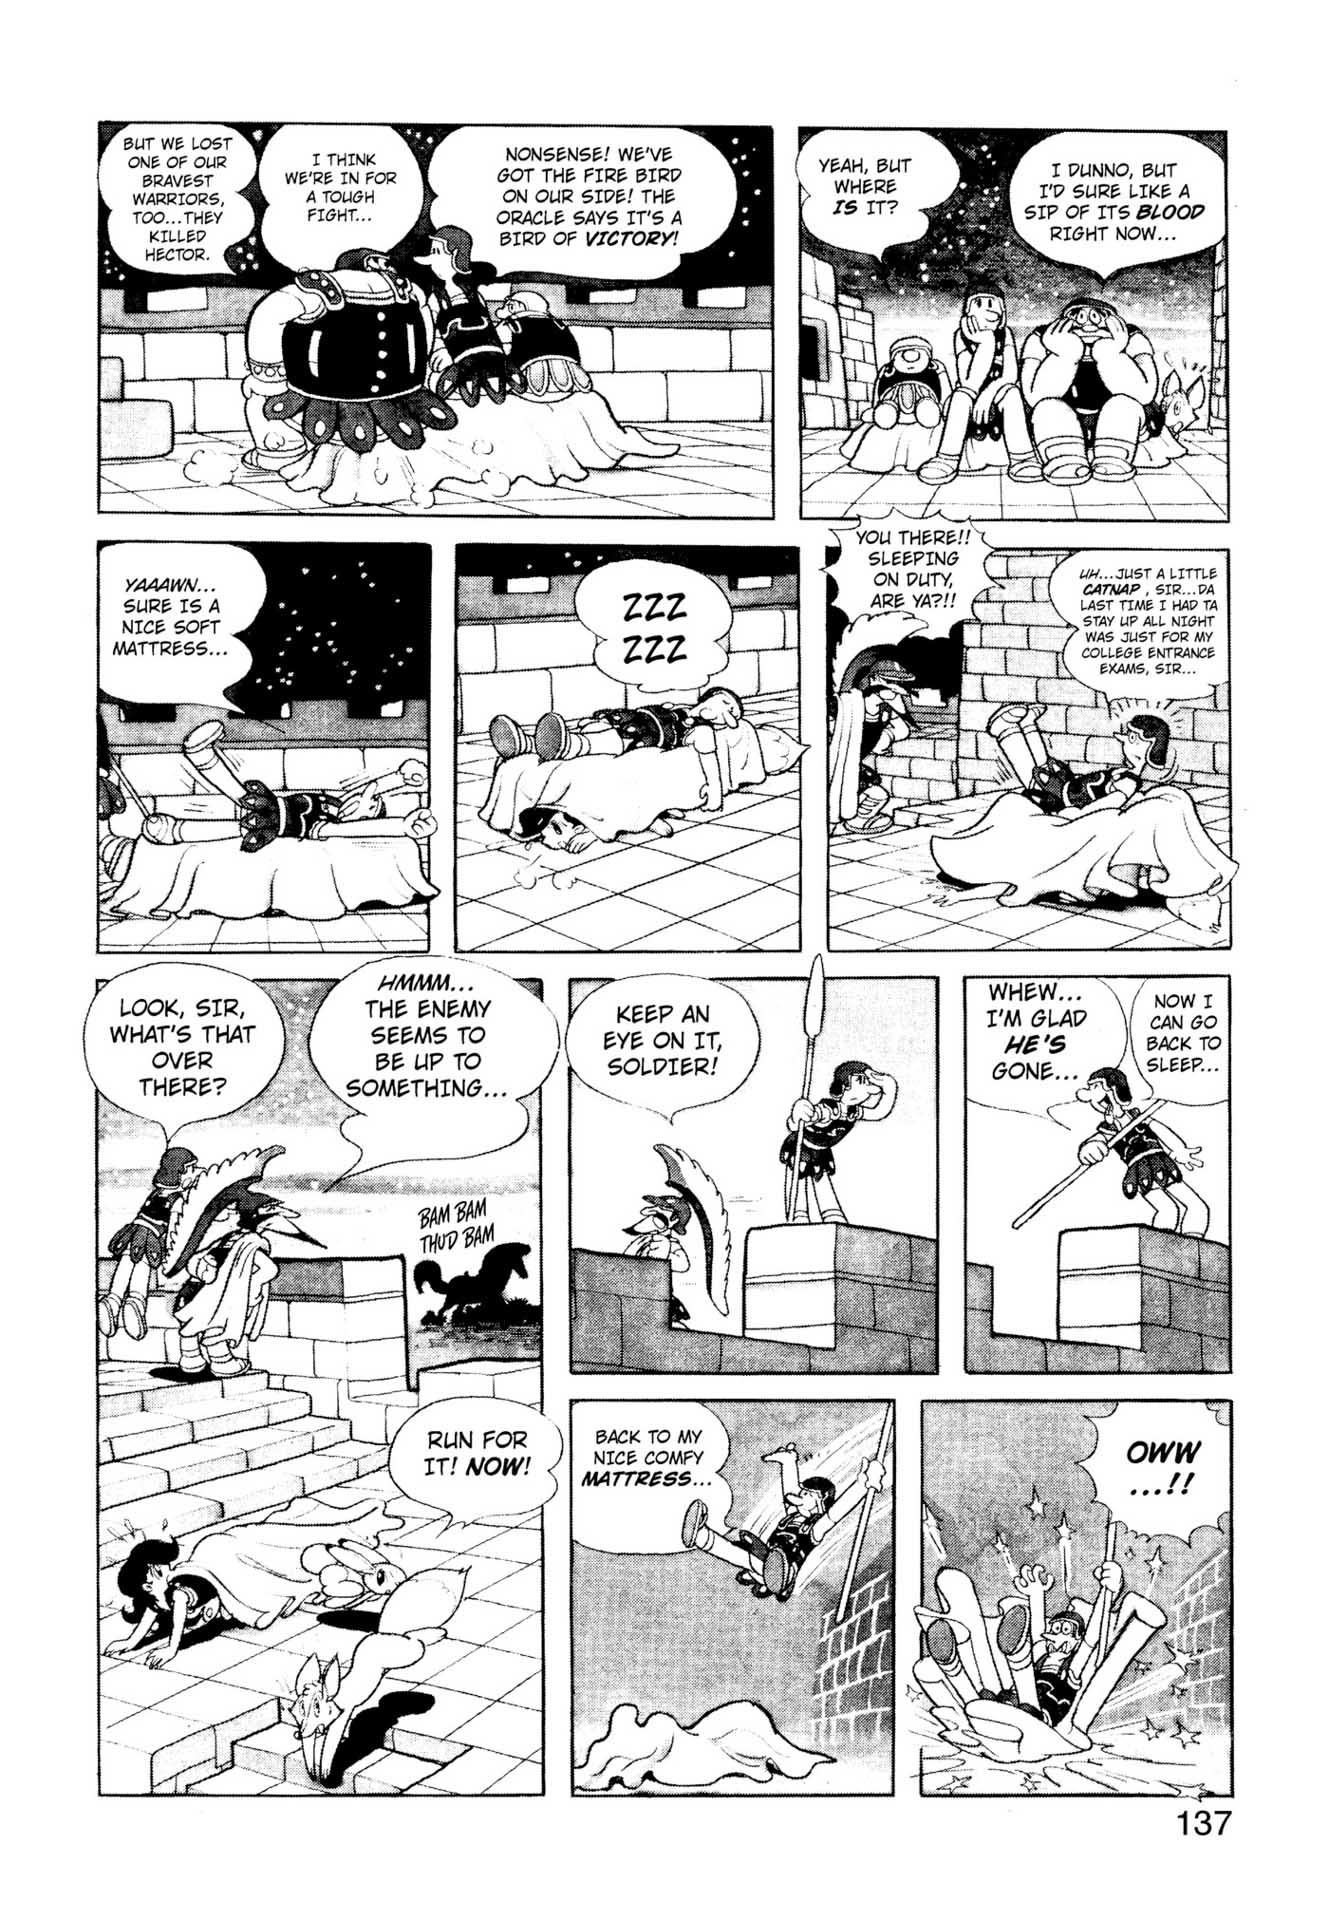 BUT WE LOST
ONE OF OUR
BRAVEST
WARRIORS,
TOO...THEY
KILLED
HECTOR.
I THINK
WE'RE IN FOR
A TOUGH
FIGHT...
NONSENSE! WE'VE
GOT THE FIRE BIRD
ON OUR SIDE! THE
ORACLE SAYS IT'S A
BIRD OF VICTORY!
YEAH, BUT
WHERE
IS IT?
I DUNNO, BUT
I'D SURE LIKE A
SIP OF ITS BLOOD
RIGHT NOW...
YAAAWN...
SURE IS A
NICE SOFT
MATTRESS...
ZZZ
ZZZ
YOU THERE!!
SLEEPING
ON DUTY,
ARE YA?!!
UH...JUST A LITTLE
CATNAP, SIR...DA
LAST TIME I HAD TA
STAY UP ALL NIGHT
WAS JUST FOR MY
COLLEGE ENTRANCE
EXAMS, SIR...
LOOK, SIR,
WHAT'S THAT
OVER
THERE?
HMMM...
THE ENEMY
SEEMS TO
BE UP TO
SOMETHING...
BAM BAM
THUD BAM
RUN FOR
IT! NOW!
KEEP AN
EYE ON IT,
SOLDIER!
WHEW...
I'M GLAD
HE'S
GONE...
NOW I
CAN GO
BACK TO
SLEEP...
BACK TO MY
NICE COMFY
MATTRESS...
OWW
...!!
137